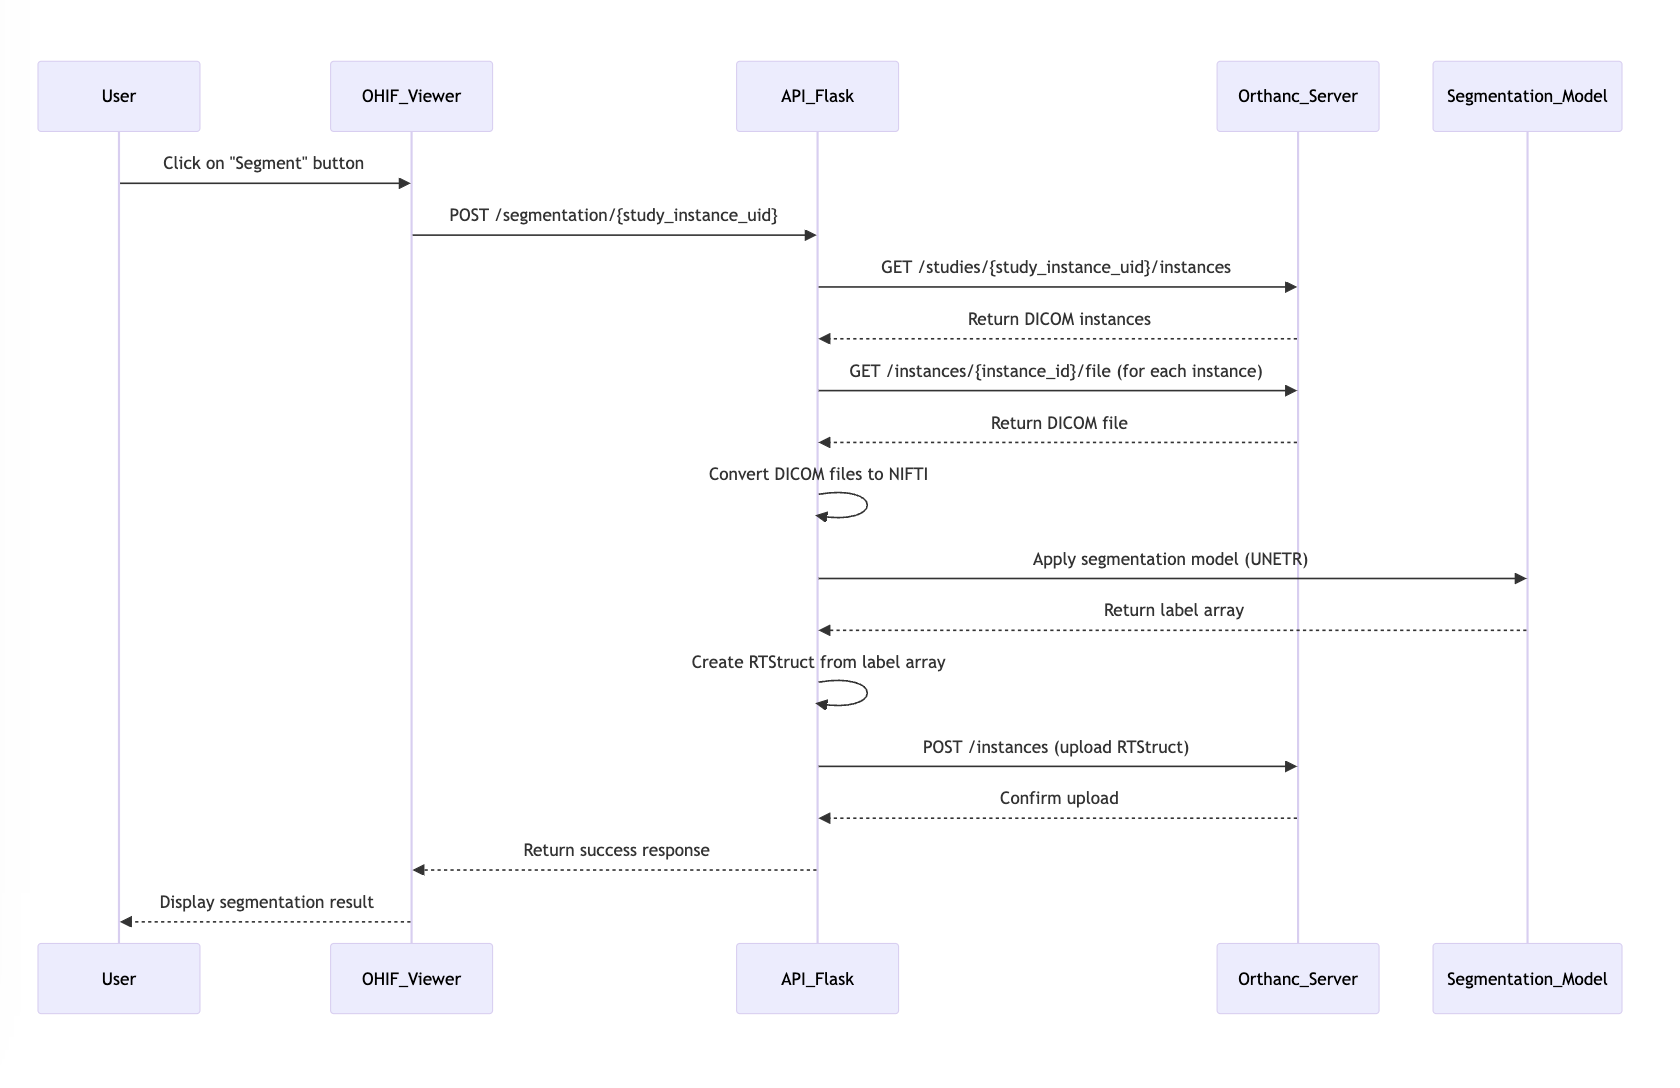 User
OHIF_Viewer
API_Flask
Orthanc_Server
Segmentation_Model
Click on "Segment" button
POST /segmentation/{study_instance_uid}
GET /studies/{study_instance_uid}/instances
Return DICOM instances
GET /instances/{instance_id}/file (for each instance)
Return DICOM file
Convert DICOM files to NIFTI
Apply segmentation model (UNETR)
Return label array
Create RTStruct from label array
POST /instances (upload RTStruct)
Confirm upload
Return success response
Display segmentation result
User
OHIF_Viewer
API_Flask
Orthanc_Server
Segmentation_Model